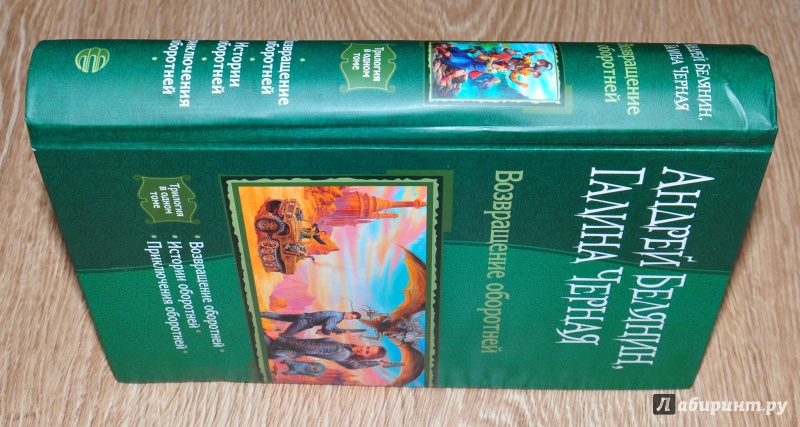 Андрей Белянин,
Галина Черная
Возвращение оборотней
Трилогия
в одном
томе
Возвращение оборотней
Истории оборотней
Приключения оборотней
Андрей Белянин,
Галина Черная
Возвращение
оборотней
Трилогия
в одном
томе
Возвращение
оборотней
Истории
оборотней
Приключения
оборотней
Лабиринт.ру